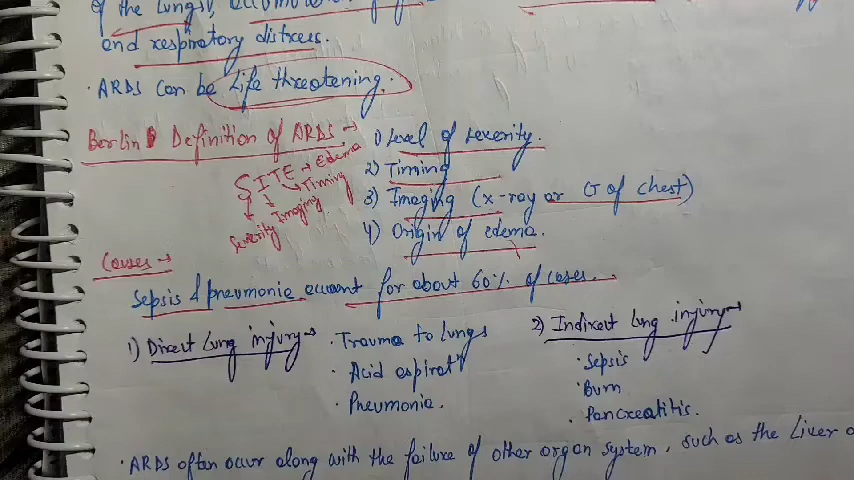 of the lungs,
and respiratory distress.
· ARDS can be life threatening.
Berlin Definition of ARDS → 1) Level of severity.
2) Timing
3) Imaging (x-ray or CT of chest)
4) Origin of edema.
SITE → Edema
→ Timing
Imaging
Severity
Causes →
Sepsis & pneumonia account for about 60% of cases.
1) Direct Lung injury → · Trauma to lungs
· Acid aspiratⁿ
· Pneumonia.
2) Indirect lung injury →
· Sepsis
· Burn
· Pancreatitis.
· ARDS often occur along with the failure of other organ system, such as the Liver